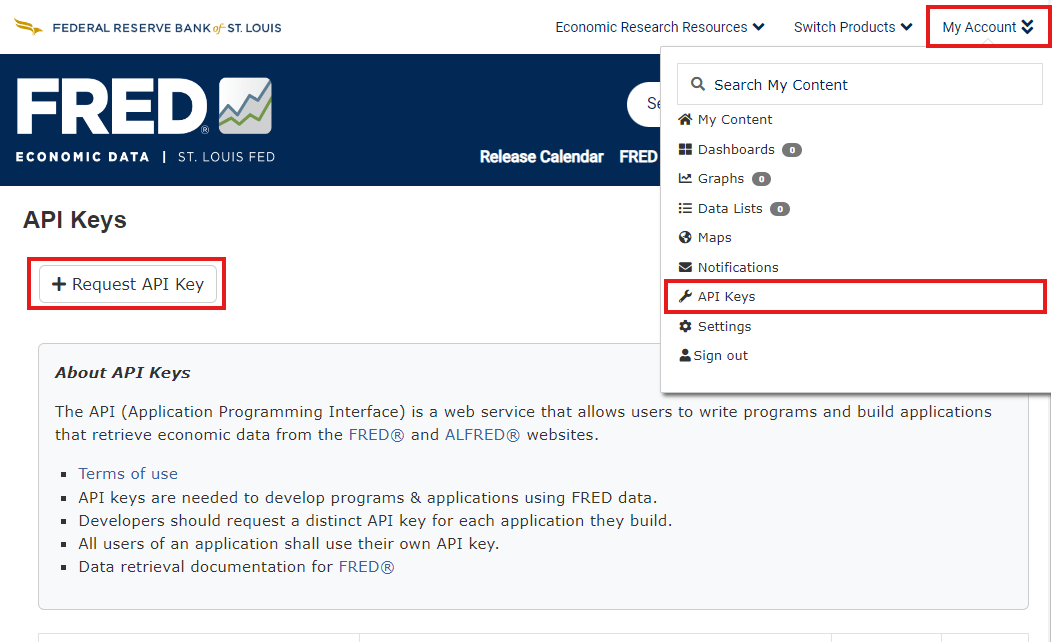 FEDERAL RESERVE BANK of ST. LOUIS
Economic Research Resources
Switch Products
My Account
Search My Content
My Content
Dashboards 0
Graphs 0
Data Lists 0
Maps
Notifications
API Keys
Settings
Sign out
FRED®
ECONOMIC DATA | ST. LOUIS FED
Se
Release Calendar FRED
API Keys
+ Request API Key
About API Keys
The API (Application Programming Interface) is a web service that allows users to write programs and build applications
that retrieve economic data from the FRED® and ALFRED® websites.
Terms of use
API keys are needed to develop programs & applications using FRED data.
Developers should request a distinct API key for each application they build.
All users of an application shall use their own API key.
Data retrieval documentation for FRED®